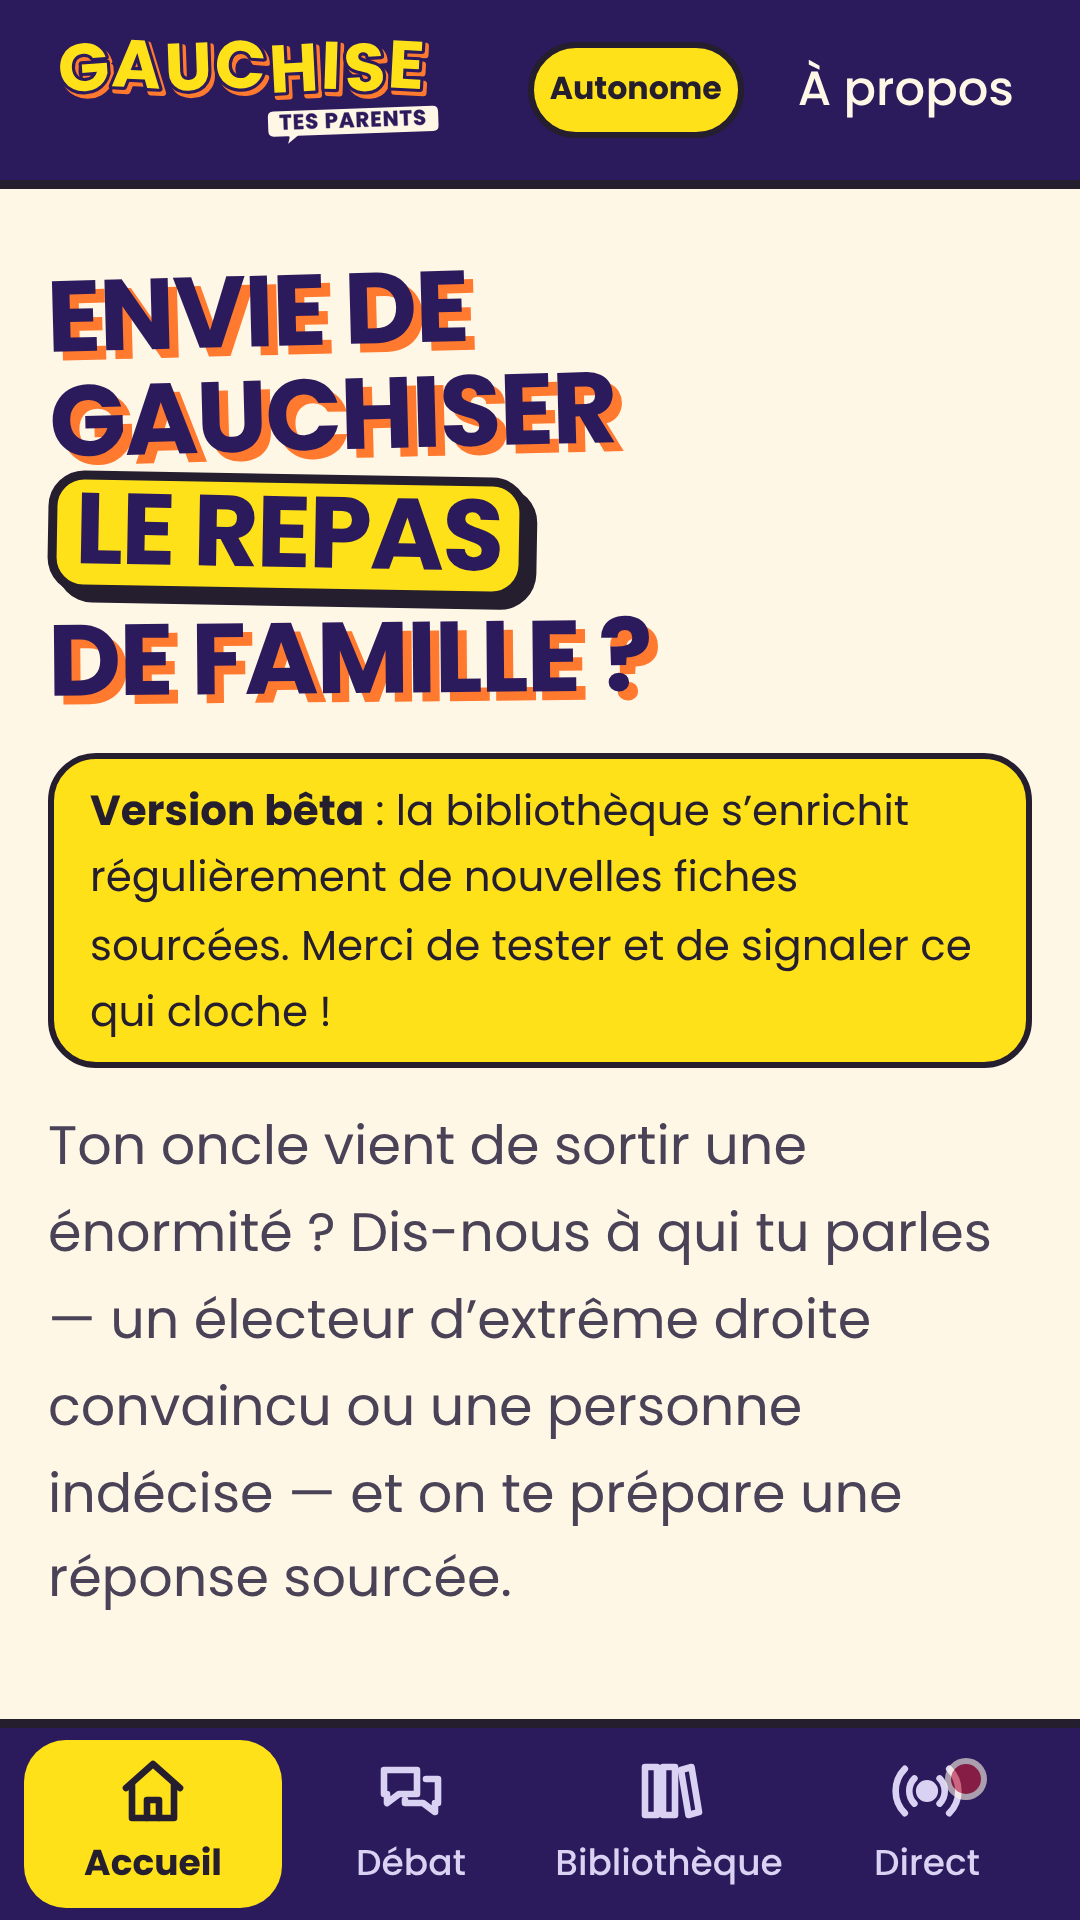 GAUCHISE
TES PARENTS
Autonome
À propos
ENVIE DE
GAUCHISER
LE REPAS
DE FAMILLE ?
Version bêta : la bibliothèque s’enrichit
régulièrement de nouvelles fiches
sourcées. Merci de tester et de signaler ce
qui cloche !
Ton oncle vient de sortir une
énormité ? Dis-nous à qui tu parles
— un électeur d’extrême droite
convaincu ou une personne
indécise — et on te prépare une
réponse sourcée.
Accueil
Débat
Bibliothèque
Direct